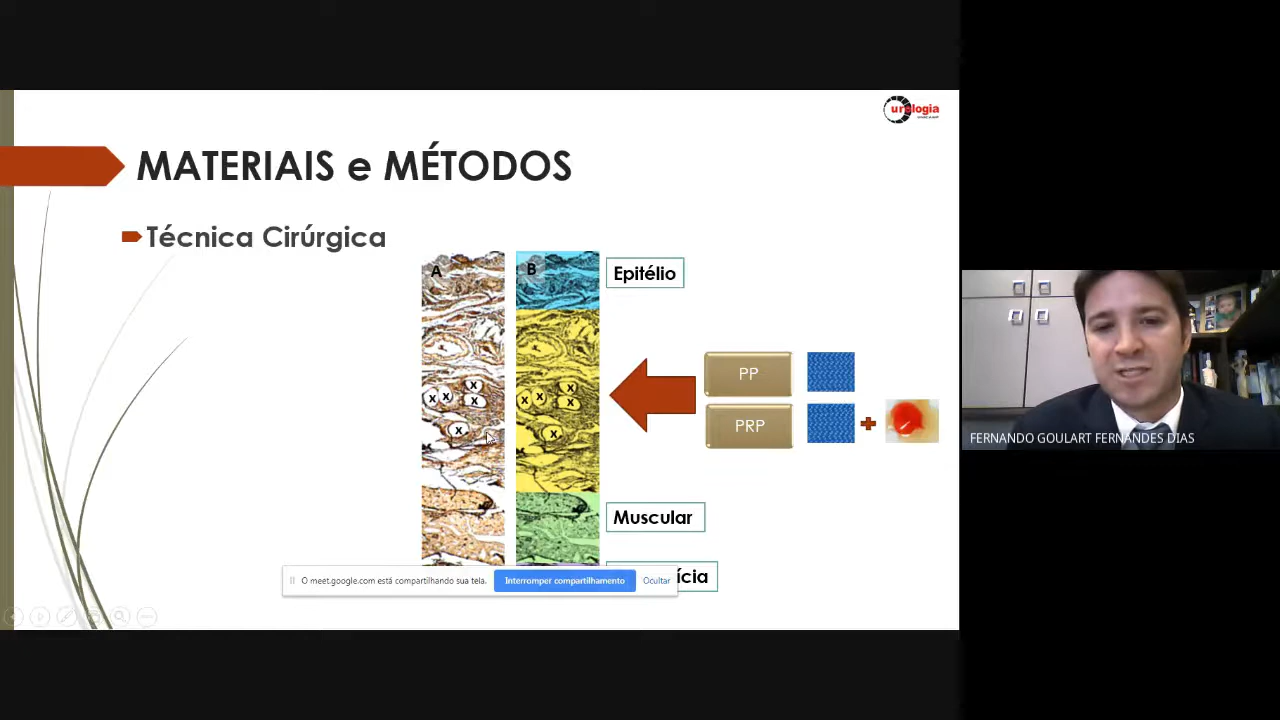 urologia
MATERIAIS e MÉTODOS
Técnica Cirúrgica
A
B
Epitélio
PP
PRP
x
x
x
x
x
x
x
x
x
x
FERNANDO GOULART FERNANDES DIAS
Muscular
ícia
O meet.google.com está compartilhando sua tela.
Interromper compartilhamento
Ocultar